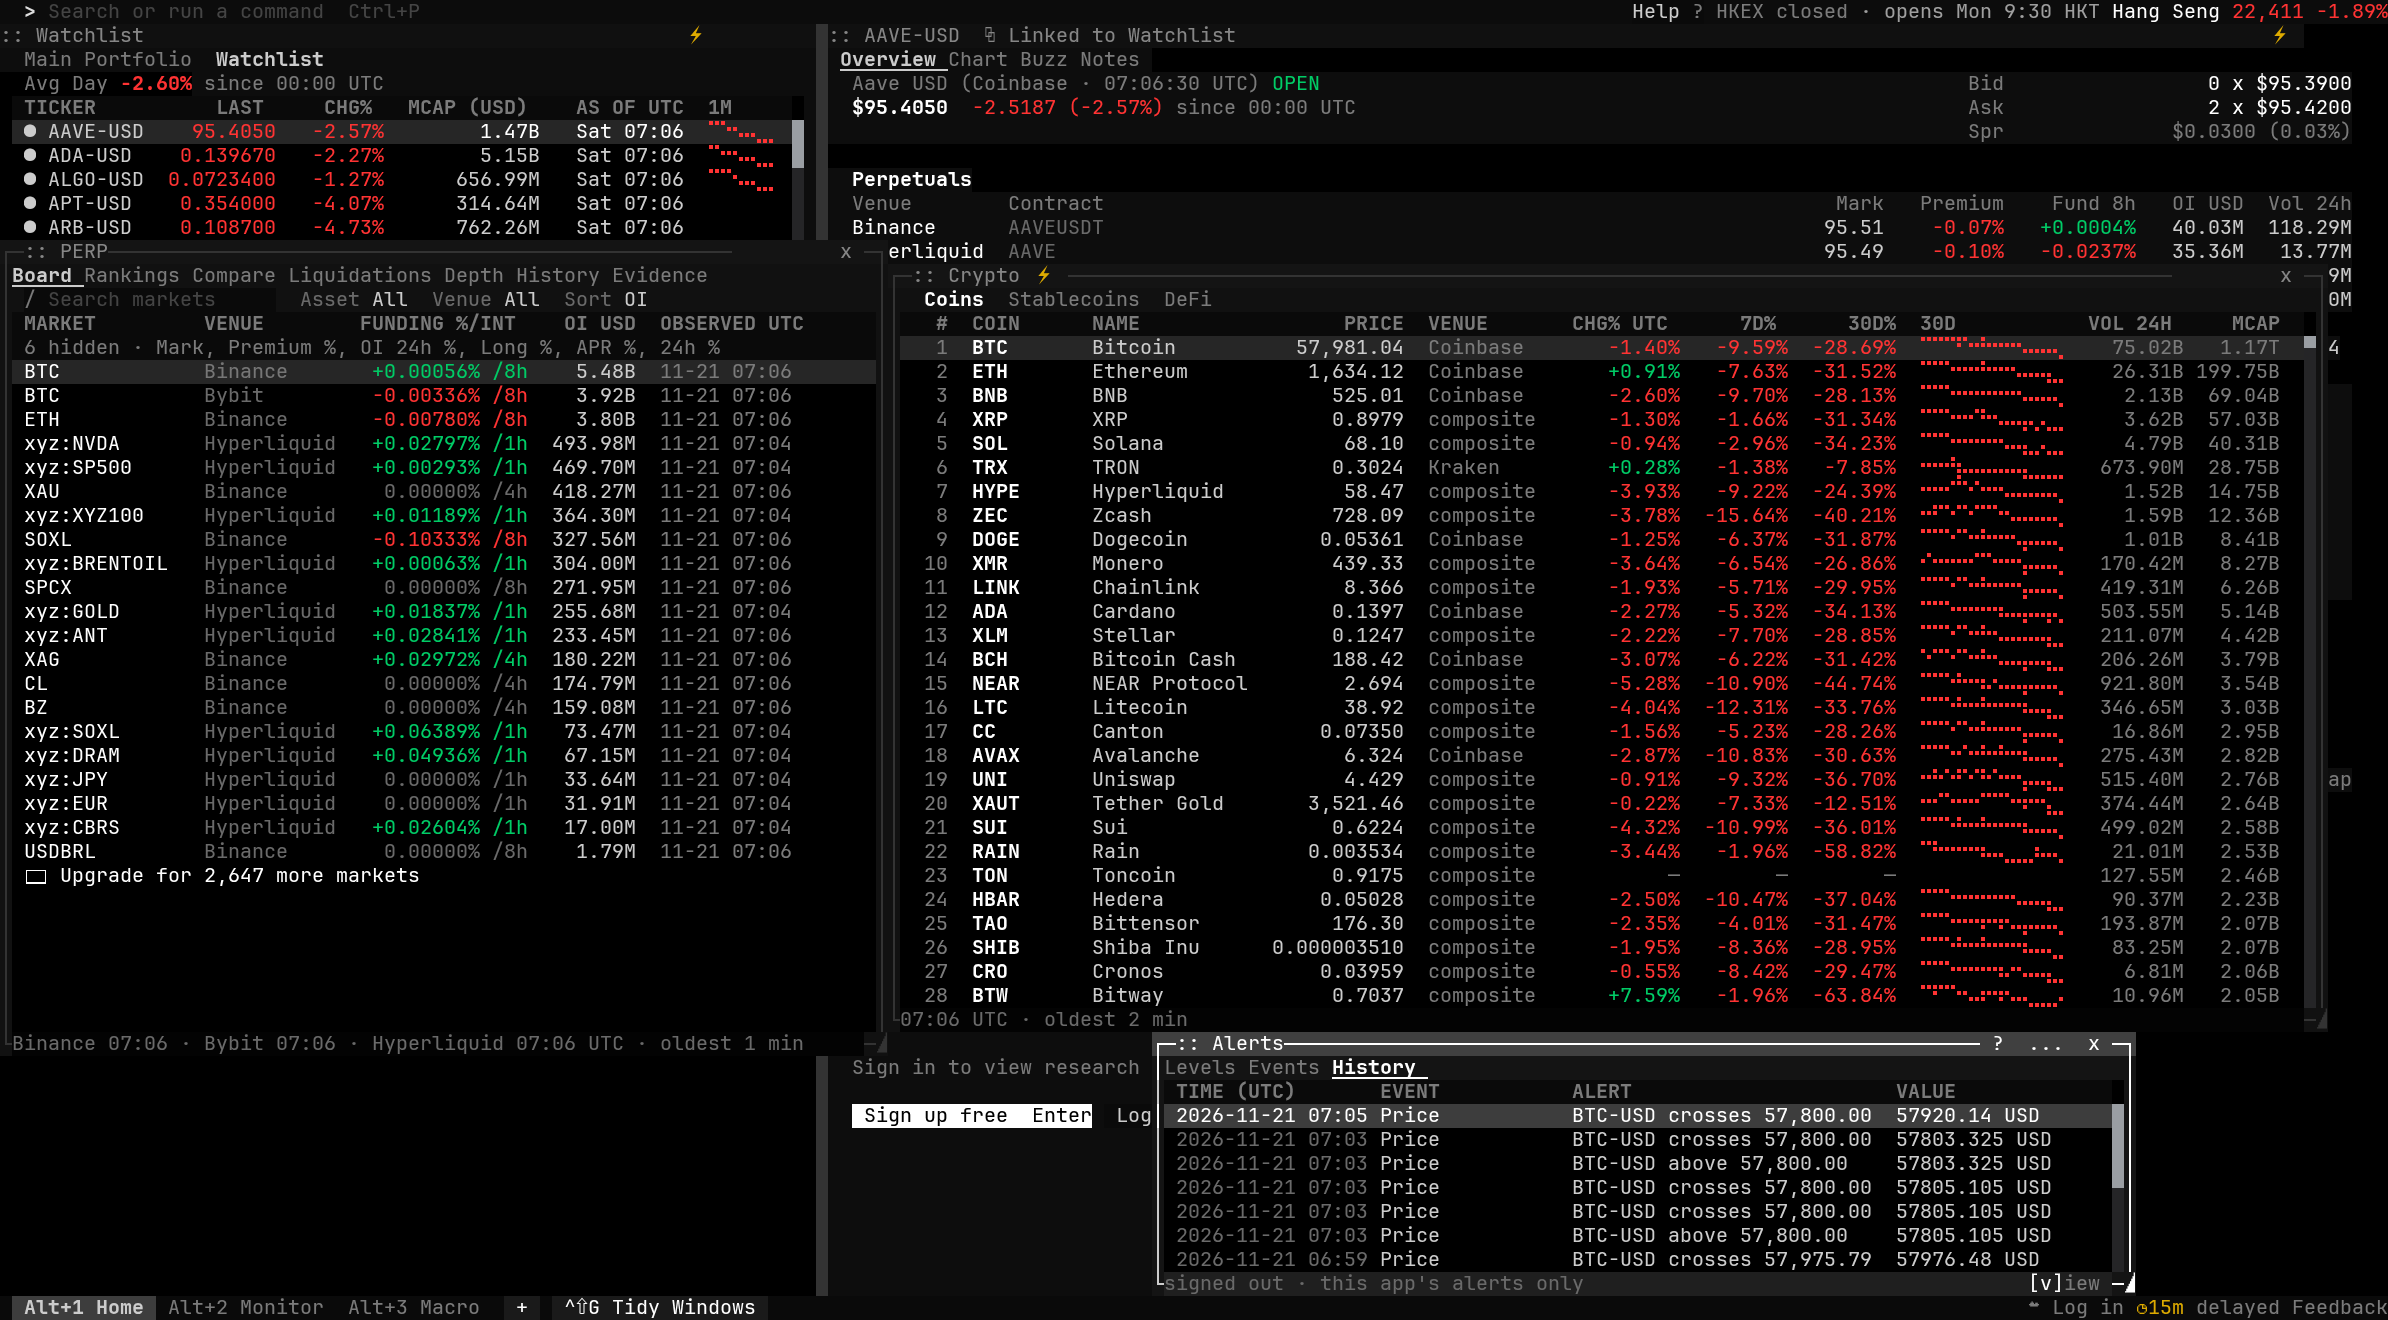 > Search or run a command  Ctrl+P
Help ? HKEX closed · opens Mon 9:30 HKT Hang Seng 22,411 -1.89%
:: Watchlist
Main Portfolio  Watchlist
Avg Day -2.60% since 00:00 UTC
TICKER LAST CHG% MCAP (USD) AS OF UTC 1M
AAVE-USD 95.4050 -2.57% 1.47B Sat 07:06
ADA-USD 0.139670 -2.27% 5.15B Sat 07:06
ALGO-USD 0.0723400 -1.27% 656.99M Sat 07:06
APT-USD 0.354000 -4.07% 314.64M Sat 07:06
ARB-USD 0.108700 -4.73% 762.26M Sat 07:06
:: AAVE-USD Linked to Watchlist
Overview Chart Buzz Notes
Aave USD (Coinbase · 07:06:30 UTC) OPEN
$95.4050 -2.5187 (-2.57%) since 00:00 UTC
Bid 0 x $95.3900
Ask 2 x $95.4200
Spr $0.0300 (0.03%)
Perpetuals
Venue Contract Mark Premium Fund 8h OI USD Vol 24h
Binance AAVEUSDT 95.51 -0.07% +0.0004% 40.03M 118.29M
erliquid AAVE 95.49 -0.10% -0.0237% 35.36M 13.77M
9M
0M
4
ap
:: PERP x
Board Rankings Compare Liquidations Depth History Evidence
/ Search markets Asset All Venue All Sort OI
MARKET VENUE FUNDING %/INT OI USD OBSERVED UTC
6 hidden · Mark, Premium %, OI 24h %, Long %, APR %, 24h %
BTC Binance +0.00056% /8h 5.48B 11-21 07:06
BTC Bybit -0.00336% /8h 3.92B 11-21 07:06
ETH Binance -0.00780% /8h 3.80B 11-21 07:06
xyz:NVDA Hyperliquid +0.02797% /1h 493.98M 11-21 07:04
xyz:SP500 Hyperliquid +0.00293% /1h 469.70M 11-21 07:04
XAU Binance 0.00000% /4h 418.27M 11-21 07:06
xyz:XYZ100 Hyperliquid +0.01189% /1h 364.30M 11-21 07:04
SOXL Binance -0.10333% /8h 327.56M 11-21 07:06
xyz:BRENTOIL Hyperliquid +0.00063% /1h 304.00M 11-21 07:04
SPCX Binance 0.00000% /8h 271.95M 11-21 07:06
xyz:GOLD Hyperliquid +0.01837% /1h 255.68M 11-21 07:04
xyz:ANT Hyperliquid +0.02841% /1h 233.45M 11-21 07:04
XAG Binance +0.02972% /4h 180.22M 11-21 07:06
CL Binance 0.00000% /4h 174.79M 11-21 07:06
BZ Binance 0.00000% /4h 159.08M 11-21 07:06
xyz:SOXL Hyperliquid +0.06389% /1h 73.47M 11-21 07:04
xyz:DRAM Hyperliquid +0.04936% /1h 67.15M 11-21 07:04
xyz:JPY Hyperliquid 0.00000% /1h 33.64M 11-21 07:04
xyz:EUR Hyperliquid 0.00000% /1h 31.91M 11-21 07:04
xyz:CBRS Hyperliquid +0.02604% /1h 17.00M 11-21 07:04
USDBRL Binance 0.00000% /8h 1.79M 11-21 07:06
Upgrade for 2,647 more markets
Binance 07:06 · Bybit 07:06 · Hyperliquid 07:06 UTC · oldest 1 min
:: Crypto x
Coins Stablecoins DeFi
# COIN NAME PRICE VENUE CHG% UTC 7D% 30D% 30D VOL 24H MCAP
1 BTC Bitcoin 57,981.04 Coinbase -1.40% -9.59% -28.69% 75.02B 1.17T
2 ETH Ethereum 1,634.12 Coinbase +0.91% -7.63% -31.52% 26.31B 199.75B
3 BNB BNB 525.01 Coinbase -2.60% -9.70% -28.13% 2.13B 69.04B
4 XRP XRP 0.8979 composite -1.30% -1.66% -31.34% 3.62B 57.03B
5 SOL Solana 68.10 composite -0.94% -2.96% -34.23% 4.79B 40.31B
6 TRX TRON 0.3024 Kraken +0.28% -1.38% -7.85% 673.90M 28.75B
7 HYPE Hyperliquid 58.47 composite -3.93% -9.22% -24.39% 1.52B 14.75B
8 ZEC Zcash 728.09 composite -3.78% -15.64% -40.21% 1.59B 12.36B
9 DOGE Dogecoin 0.05361 Coinbase -1.25% -6.37% -31.87% 1.01B 8.41B
10 XMR Monero 439.33 composite -3.64% -6.54% -26.86% 170.42M 8.27B
11 LINK Chainlink 8.366 composite -1.93% -5.71% -29.95% 419.31M 6.26B
12 ADA Cardano 0.1397 Coinbase -2.27% -5.32% -34.13% 503.55M 5.14B
13 XLM Stellar 0.1247 composite -2.22% -7.70% -28.85% 211.07M 4.42B
14 BCH Bitcoin Cash 188.42 Coinbase -3.07% -6.22% -31.42% 206.26M 3.79B
15 NEAR NEAR Protocol 2.694 composite -5.28% -10.90% -44.74% 921.80M 3.54B
16 LTC Litecoin 38.92 composite -4.04% -12.31% -33.76% 346.65M 3.03B
17 CC Canton 0.07350 composite -1.56% -5.23% -28.26% 16.86M 2.95B
18 AVAX Avalanche 6.324 Coinbase -2.87% -10.83% -30.63% 275.43M 2.82B
19 UNI Uniswap 4.429 composite -0.91% -9.32% -36.70% 515.40M 2.76B
20 XAUT Tether Gold 3,521.46 composite -0.22% -7.33% -12.51% 374.44M 2.64B
21 SUI Sui 0.6224 composite -4.32% -10.99% -36.01% 499.02M 2.58B
22 RAIN Rain 0.003534 composite -3.44% -1.96% -58.82% 21.01M 2.53B
23 TON Toncoin 0.9175 composite — — — 127.55M 2.46B
24 HBAR Hedera 0.05028 composite -2.50% -10.47% -37.04% 90.37M 2.23B
25 TAO Bittensor 176.30 composite -2.35% -4.01% -31.47% 193.87M 2.07B
26 SHIB Shiba Inu 0.000003510 composite -1.95% -8.36% -28.95% 83.25M 2.07B
27 CRO Cronos 0.03959 composite -0.55% -8.42% -29.47% 6.81M 2.06B
28 BTW Bitway 0.7037 composite +7.59% -1.96% -63.84% 10.96M 2.05B
07:06 UTC · oldest 2 min
Sign in to view research
Sign up free  Enter  Log
:: Alerts ? ... x
Levels Events History
TIME (UTC) EVENT ALERT VALUE
2026-11-21 07:05 Price BTC-USD crosses 57,800.00 57920.14 USD
2026-11-21 07:03 Price BTC-USD crosses 57,800.00 57803.325 USD
2026-11-21 07:03 Price BTC-USD above 57,800.00 57803.325 USD
2026-11-21 07:03 Price BTC-USD crosses 57,800.00 57805.105 USD
2026-11-21 07:03 Price BTC-USD crosses 57,800.00 57805.105 USD
2026-11-21 07:03 Price BTC-USD above 57,800.00 57805.105 USD
2026-11-21 06:59 Price BTC-USD crosses 57,975.79 57976.48 USD
signed out · this app's alerts only [v]iew
Alt+1 Home Alt+2 Monitor Alt+3 Macro + ^⇧G Tidy Windows
Log in 15m delayed Feedback